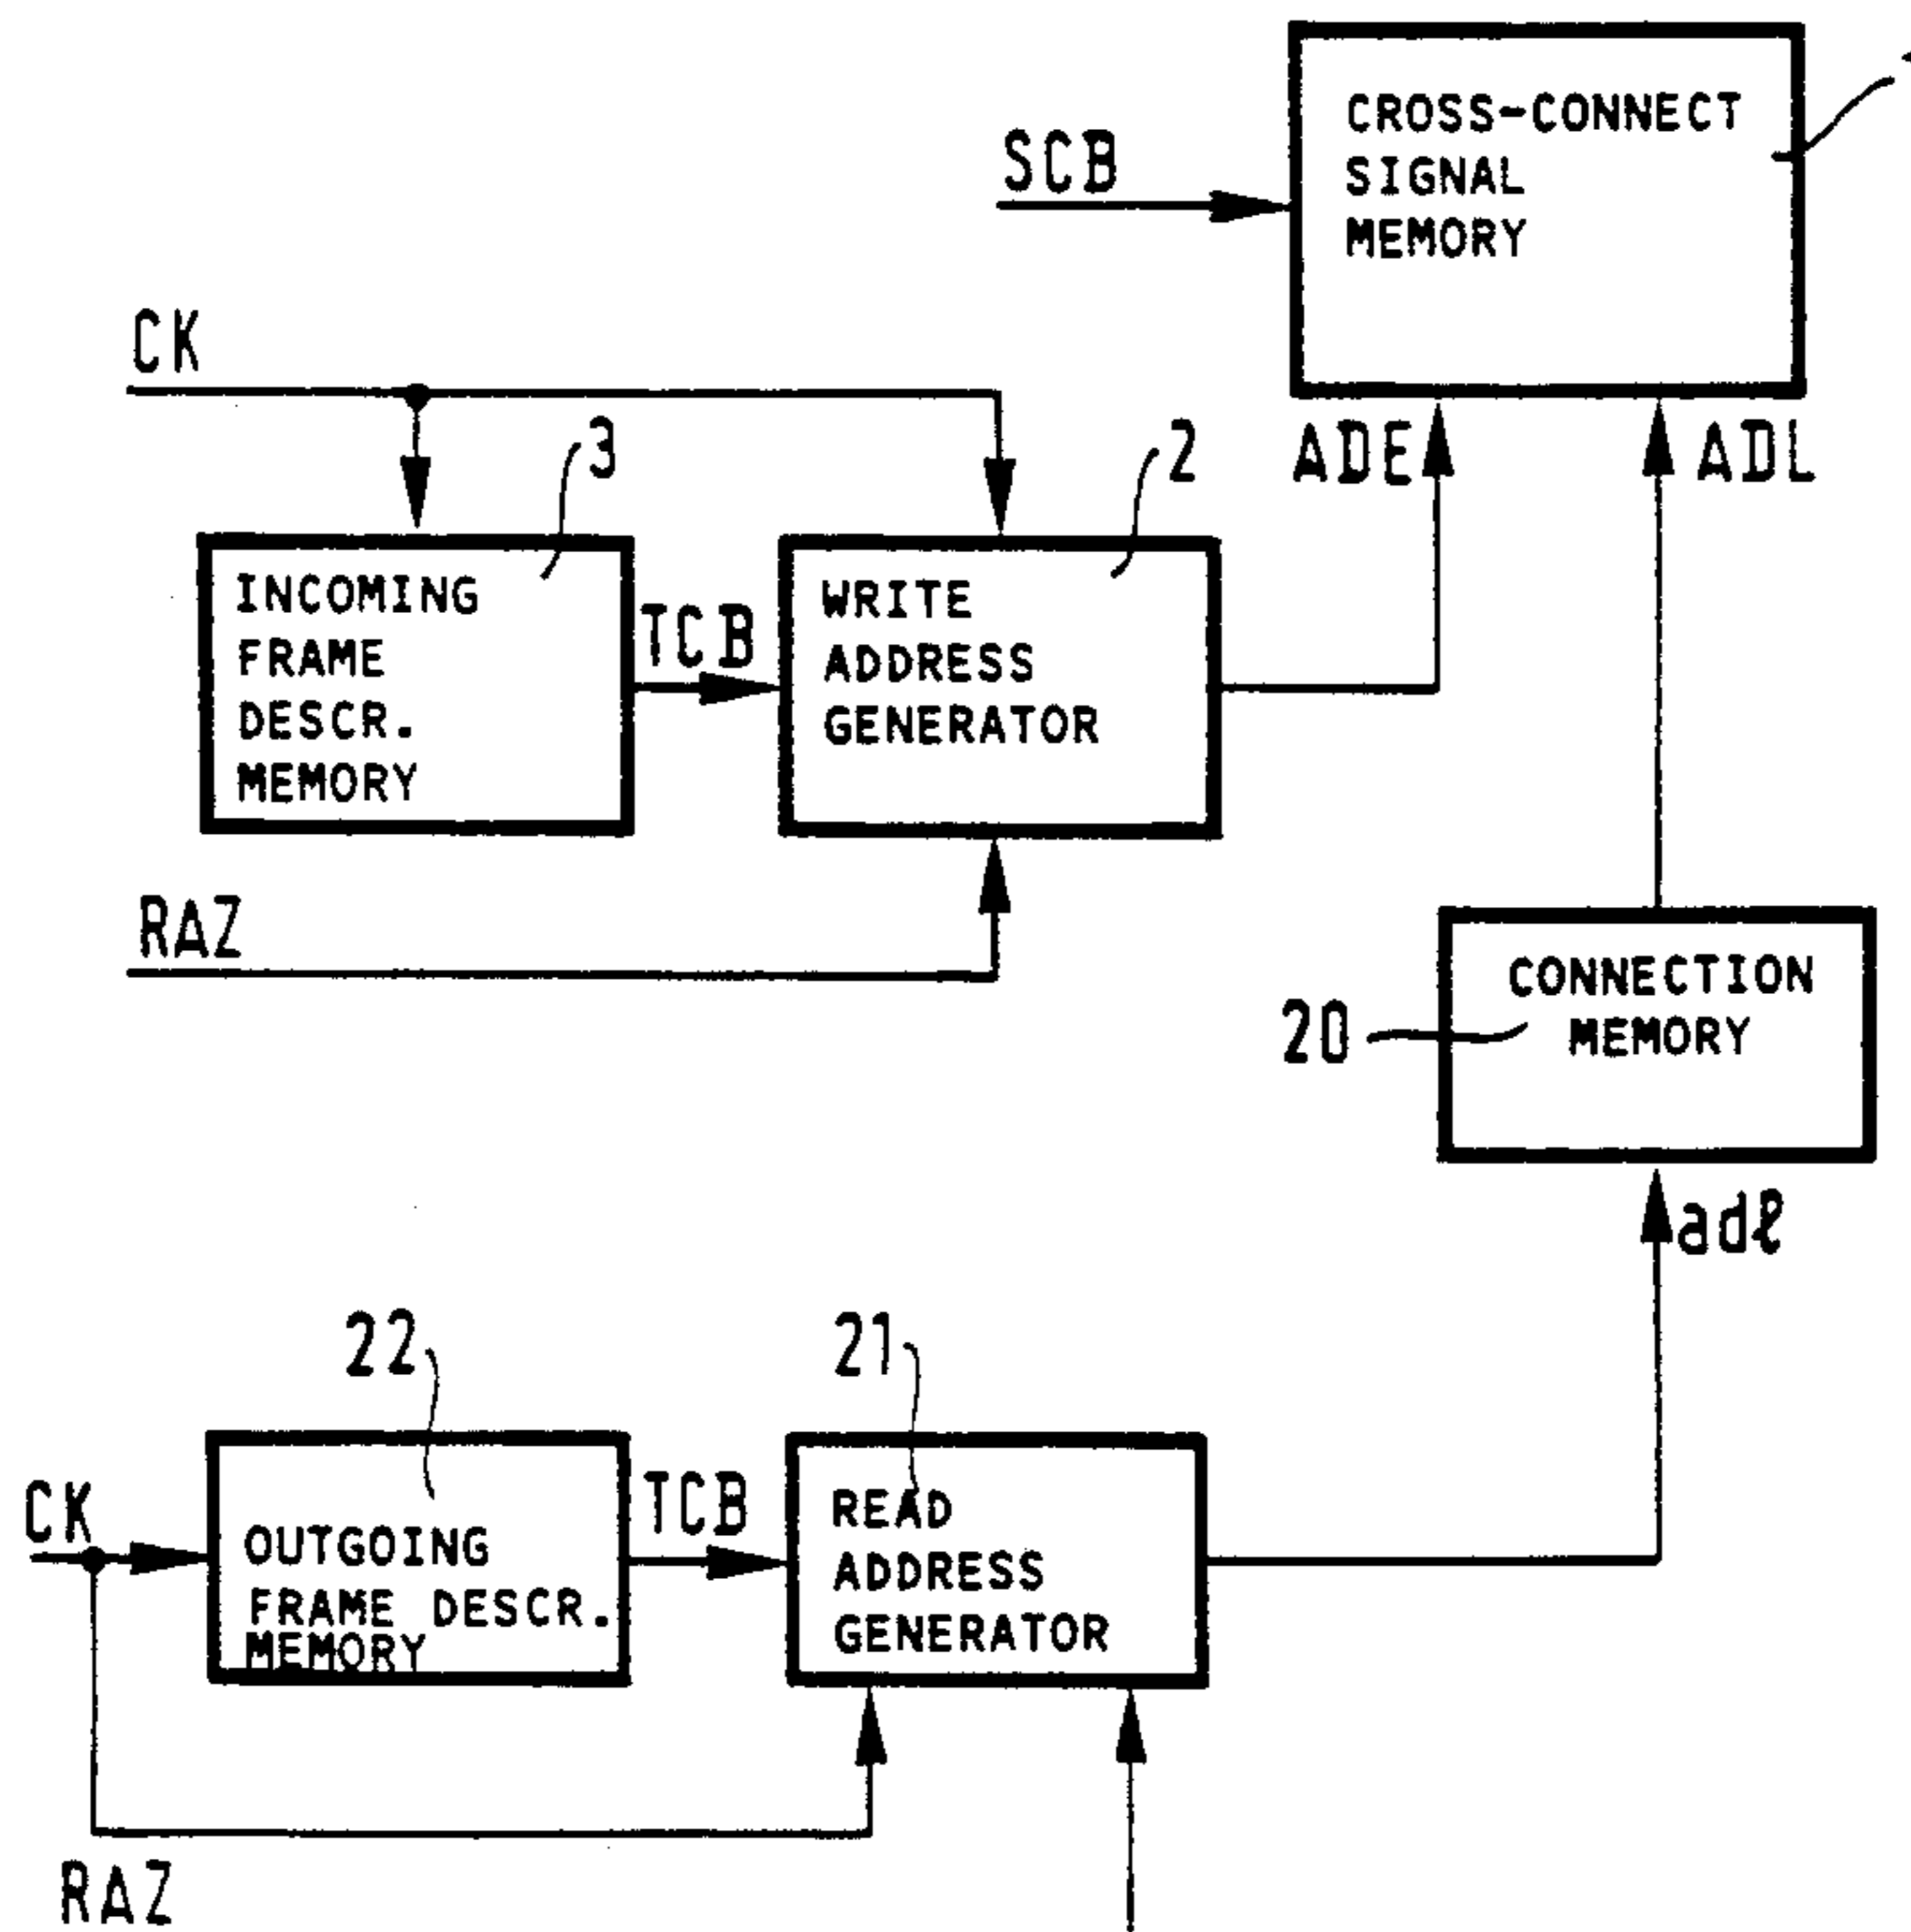 CROSS-CONNECT
SIGNAL
MEMORY
SCB
CK
3
2
ADE
ADL
INCOMING
FRAME
DESCR.
MEMORY
TCB
WRITE
ADDRESS
GENERATOR
RAZ
CONNECTION
MEMORY
20
adℓ
22
21
CK
TCB
OUTGOING
FRAME DESCR.
MEMORY
READ
ADDRESS
GENERATOR
RAZ